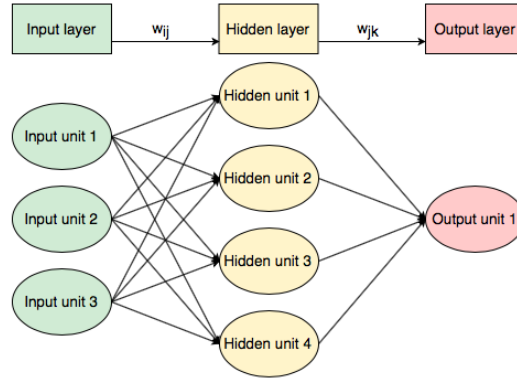 Input layer
wij
Hidden layer
wjk
Output layer
Hidden unit 1
Input unit 1
Hidden unit 2
Input unit 2
Output unit 1
Hidden unit 3
Input unit 3
Hidden unit 4